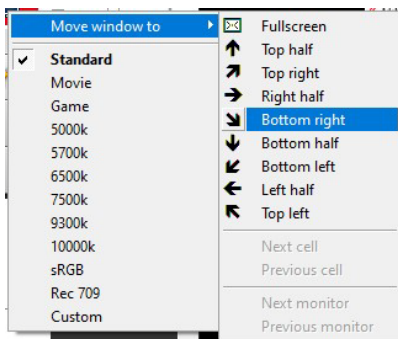 Move window to
Standard
Movie
Game
5000k
5700k
6500k
7500k
9300k
10000k
sRGB
Rec 709
Custom
Fullscreen
Top half
Top right
Right half
Bottom right
Bottom half
Bottom left
Left half
Top left
Next cell
Previous cell
Next monitor
Previous monitor